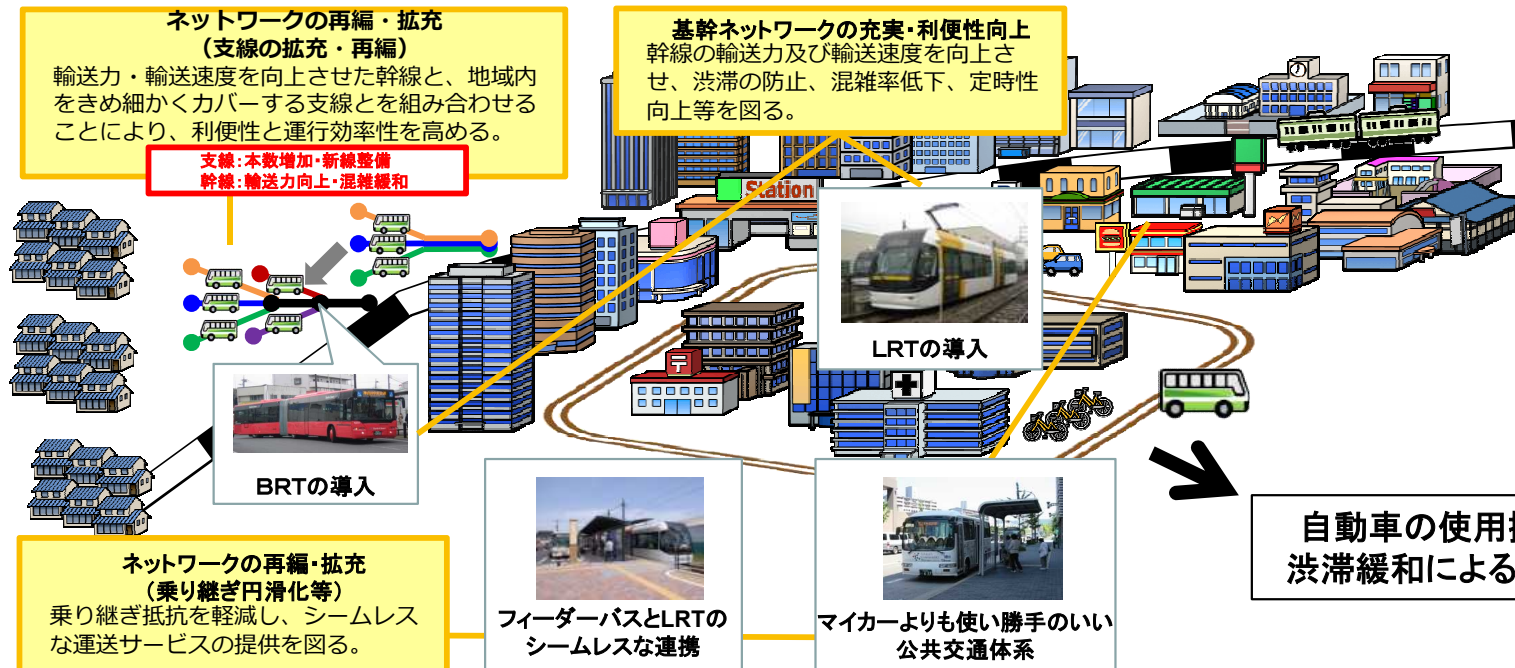 ネットワークの再編・拡充
（支線の拡充・再編）
輸送力・輸送速度を向上させた幹線と、地域内
をきめ細かくカバーする支線とを組み合わせる
ことにより、利便性と運行効率性を高める。
支線：本数増加・新線整備
幹線：輸送力向上・混雑緩和
基幹ネットワークの充実・利便性向上
幹線の輸送力及び輸送速度を向上さ
せ、渋滞の防止、混雑率低下、定時性
向上等を図る。
Station
LRTの導入
BRTの導入
ネットワークの再編・拡充
（乗り継ぎ円滑化等）
乗り継ぎ抵抗を軽減し、シームレス
な運送サービスの提供を図る。
フィーダーバスとLRTの
シームレスな連携
マイカーよりも使い勝手のいい
公共交通体系
自動車の使用
渋滞緩和による